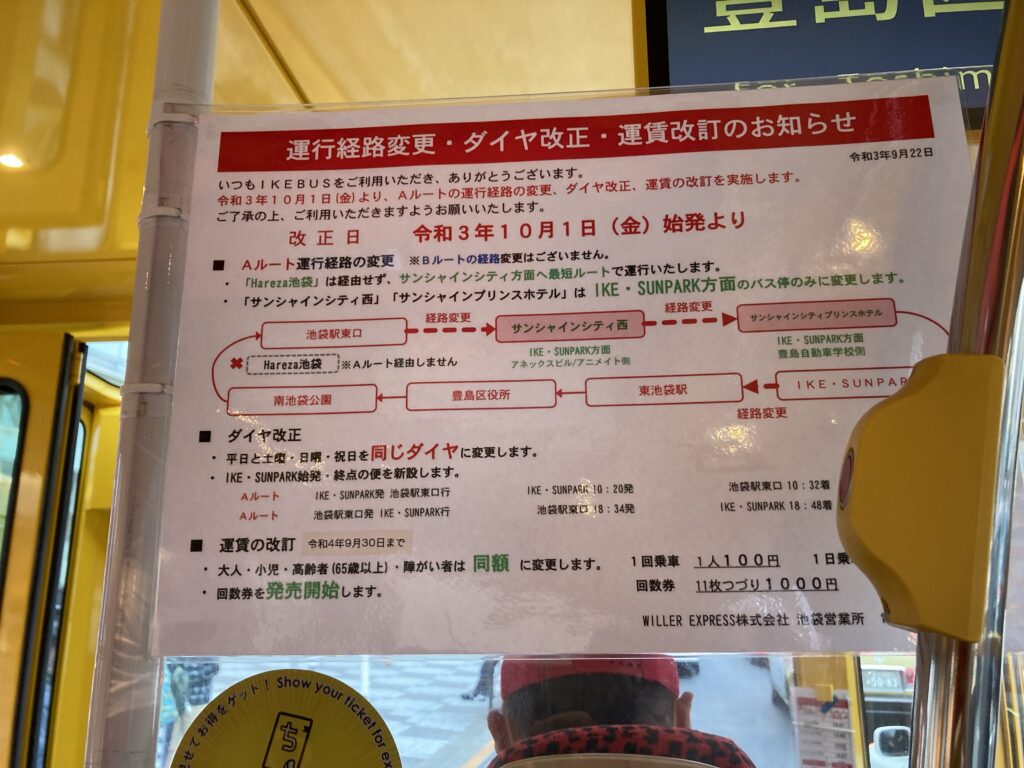 豊島区
For Toshim
運行経路変更・ダイヤ改正・運賃改訂のお知らせ
令和3年9月22日
いつもＩＫＥＢＵＳをご利用いただき、ありがとうございます。
令和３年１０月１日(金)より、Ａルートの運行経路の変更、ダイヤ改正、運賃の改訂を実施します。
ご了承の上、ご利用いただきますようお願いいたします。
改正日 令和３年１０月１日（金）始発より
■ Ａルート運行経路の変更 ※Ｂルートの経路変更はございません。
・「Hareza池袋」は経由せず、サンシャインシティ方面へ最短ルートで運行いたします。
・「サンシャインシティ西」「サンシャインプリンスホテル」は IKE・SUNPARK方面のバス停のみに変更します。
池袋駅東口 経路変更 サンシャインシティ西 経路変更 サンシャインシティプリンスホテル
IKE・SUNPARK方面
アネックスビル/アニメイト側
IKE・SUNPARK方面
豊島自動車学校側
✖ Hareza池袋 ※Ａルート経由しません
南池袋公園 豊島区役所 東池袋駅 ＩＫＥ・ＳＵＮＰＡＲ
経路変更
■ ダイヤ改正
・ 平日と土曜・日曜・祝日を同じダイヤに変更します。
・ IKE・SUNPARK始発・終点の便を新設します。
Ａルート IKE・SUNPARK発 池袋駅東口行 IKE・SUNPARK 10：20発 池袋駅東口 10：32着
Ａルート 池袋駅東口発 IKE・SUNPARK行 池袋駅東口 18：34発 IKE・SUNPARK 18：48着
■ 運賃の改訂 令和4年9月30日まで
・ 大人・小児・高齢者(65歳以上)・障がい者は 同額 に変更します。 １回乗車 １人１００円 １日乗
・ 回数券を発売開始します。 回数券 11枚つづり１０００円
WILLER EXPRESS株式会社 池袋営業所
せてお得をゲット！ Show your ticket for ex
ち
50 83